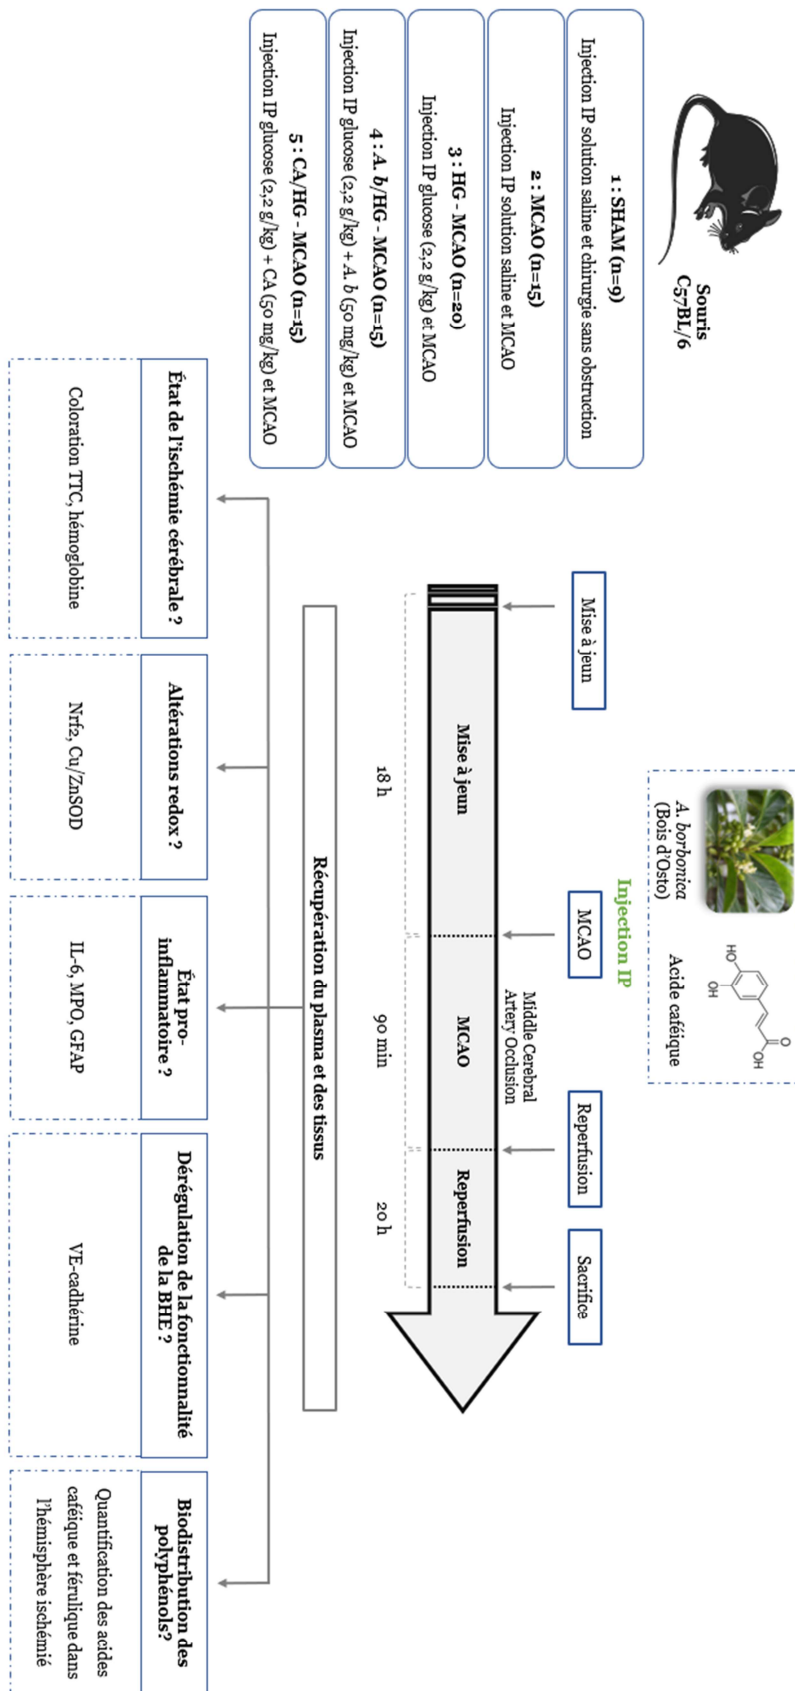 Souris
C57BL/6
1 : SHAM (n=9)
Injection IP solution saline et chirurgie sans obstruction
2 : MCAO (n=15)
Injection IP solution saline et MCAO
3 : HG - MCAO (n=20)
Injection IP glucose (2,2 g/kg) et MCAO
4 : A. b/HG - MCAO (n=15)
Injection IP glucose (2,2 g/kg) + A. b (50 mg/kg) et MCAO
5 : CA/HG - MCAO (n=15)
Injection IP glucose (2,2 g/kg) + CA (50 mg/kg) et MCAO
A. borbonica
(Bois d'Osto)
HO
OH
O
OH
Acide caféique
Injection IP
Mise à jeun
MCAO
Reperfusion
Sacrifice
Middle Cerebral
Artery Occlusion
Mise à jeun
MCAO
Reperfusion
18 h
90 min
20 h
Récupération du plasma et des tissus
État de l'ischémie cérébrale ?
Coloration TTC, hémoglobine
Altérations redox ?
Nrf2, Cu/ZnSOD
État pro-
inflammatoire ?
IL-6, MPO, GFAP
Dérégulation de la fonctionnalité
de la BHE ?
VE-cadhérine
Biodistribution des
polyphénols?
Quantification des acides
caféique et férulique dans
l'hémisphère ischémié